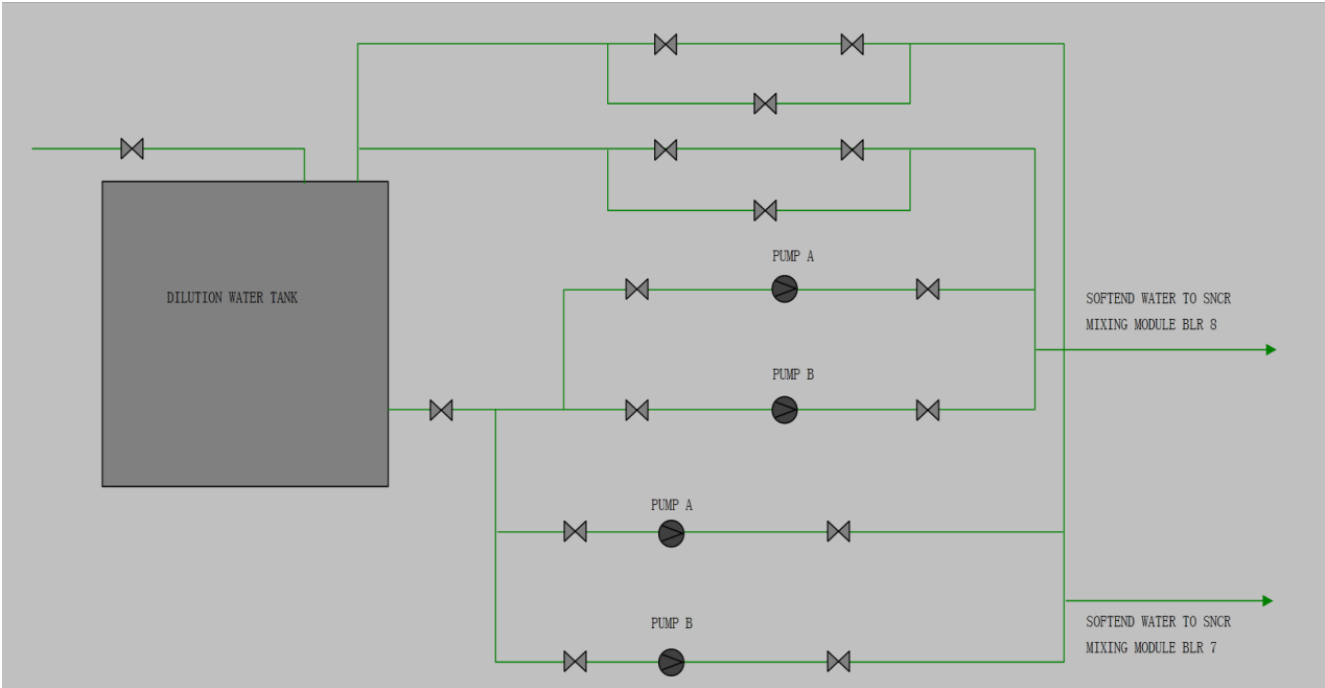 PUMP A
DILUTION WATER TANK
SOFTEND WATER TO SNCR
MIXING MODULE BLR 8
PUMP B
PUMP A
PUMP B
SOFTEND WATER TO SNCR
MIXING MODULE BLR 7